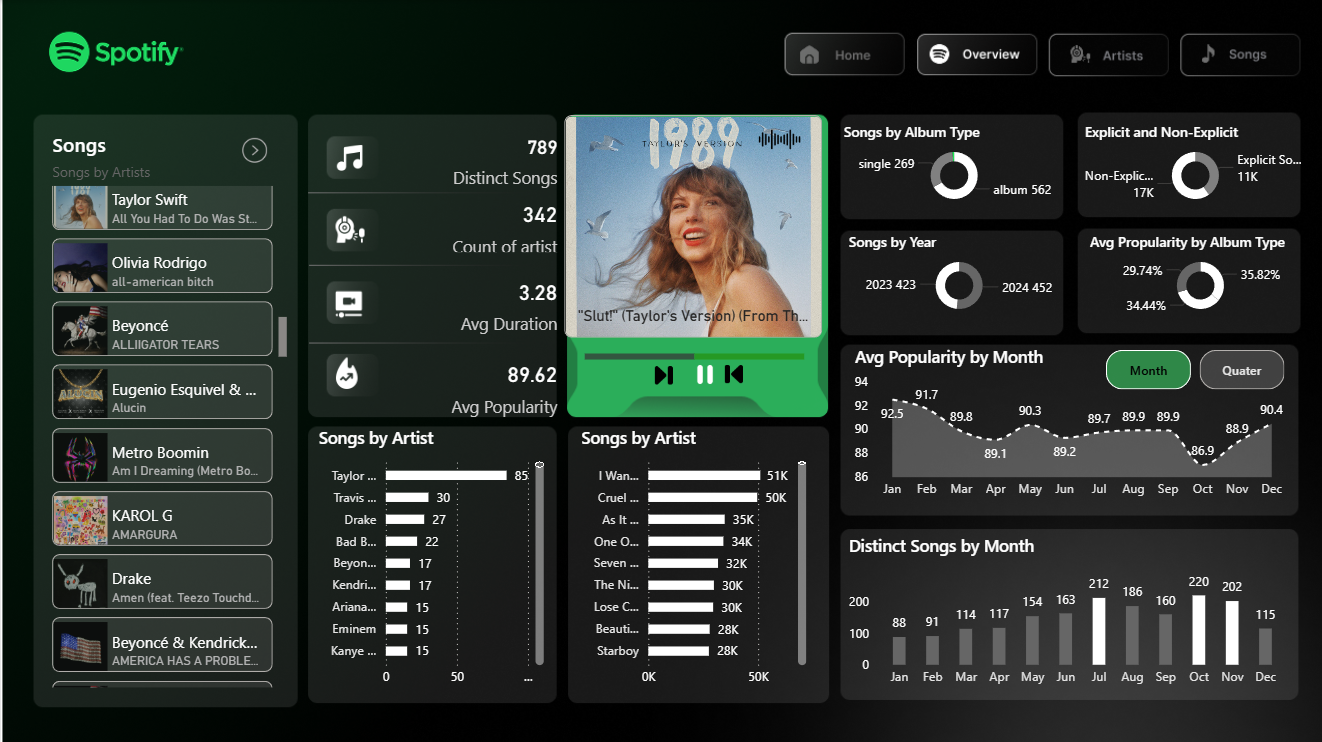 Spotify
Home
Overview
Artists
Songs
Songs
Songs by Artists
Taylor Swift
All You Had To Do Was St...
Olivia Rodrigo
all-american bitch
Beyoncé
ALLIIGATOR TEARS
Eugenio Esquivel & ...
Alucin
Metro Boomin
Am I Dreaming (Metro Bo...
KAROL G
AMARGURA
Drake
Amen (feat. Teezo Touchd...
Beyoncé & Kendrick...
AMERICA HAS A PROBLE...
789
Distinct Songs
342
Count of artist
3.28
Avg Duration
89.62
Avg Popularity
1989
TAYLOR'S VERSION
"Slut!" (Taylor's Version) (From Th...
Songs by Artist
Taylor ... 85
Travis ... 30
Drake 27
Bad B... 22
Beyon... 17
Kendri... 17
Ariana... 15
Eminem 15
Kanye ... 15
0 50 ...
Songs by Artist
I Wan... 51K
Cruel ... 50K
As It ... 35K
One O... 34K
Seven ... 32K
The Ni... 30K
Lose C... 30K
Beauti... 28K
Starboy 28K
0K 50K
Songs by Album Type
single 269
album 562
Explicit and Non-Explicit
Explicit So...
11K
Non-Explic...
17K
Songs by Year
2023 423
2024 452
Avg Propularity by Album Type
29.74%
35.82%
34.44%
Avg Popularity by Month
Month
Quater
94
92
90
88
86
92.5 91.7 89.8 89.1 90.3 89.2 89.7 89.9 89.9 86.9 88.9 90.4
Jan Feb Mar Apr May Jun Jul Aug Sep Oct Nov Dec
Distinct Songs by Month
200
100
0
88 91 114 117 154 163 212 186 160 220 202 115
Jan Feb Mar Apr May Jun Jul Aug Sep Oct Nov Dec